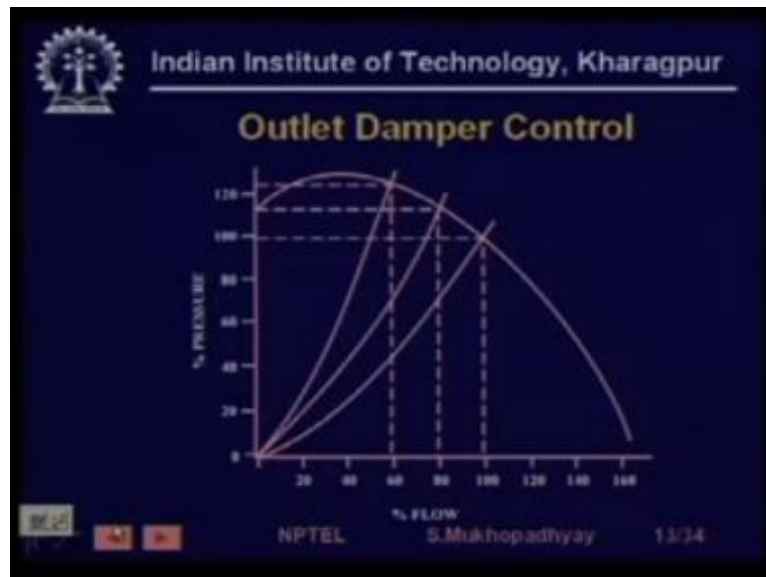 Indian Institute of Technology, Kharagpur
Outlet Damper Control
120
100
80
60
40
20
0
% PRESSURE
20 40 60 80 100 120 140 160
% FLOW
NPTEL S.Mukhopadhyay 13/34